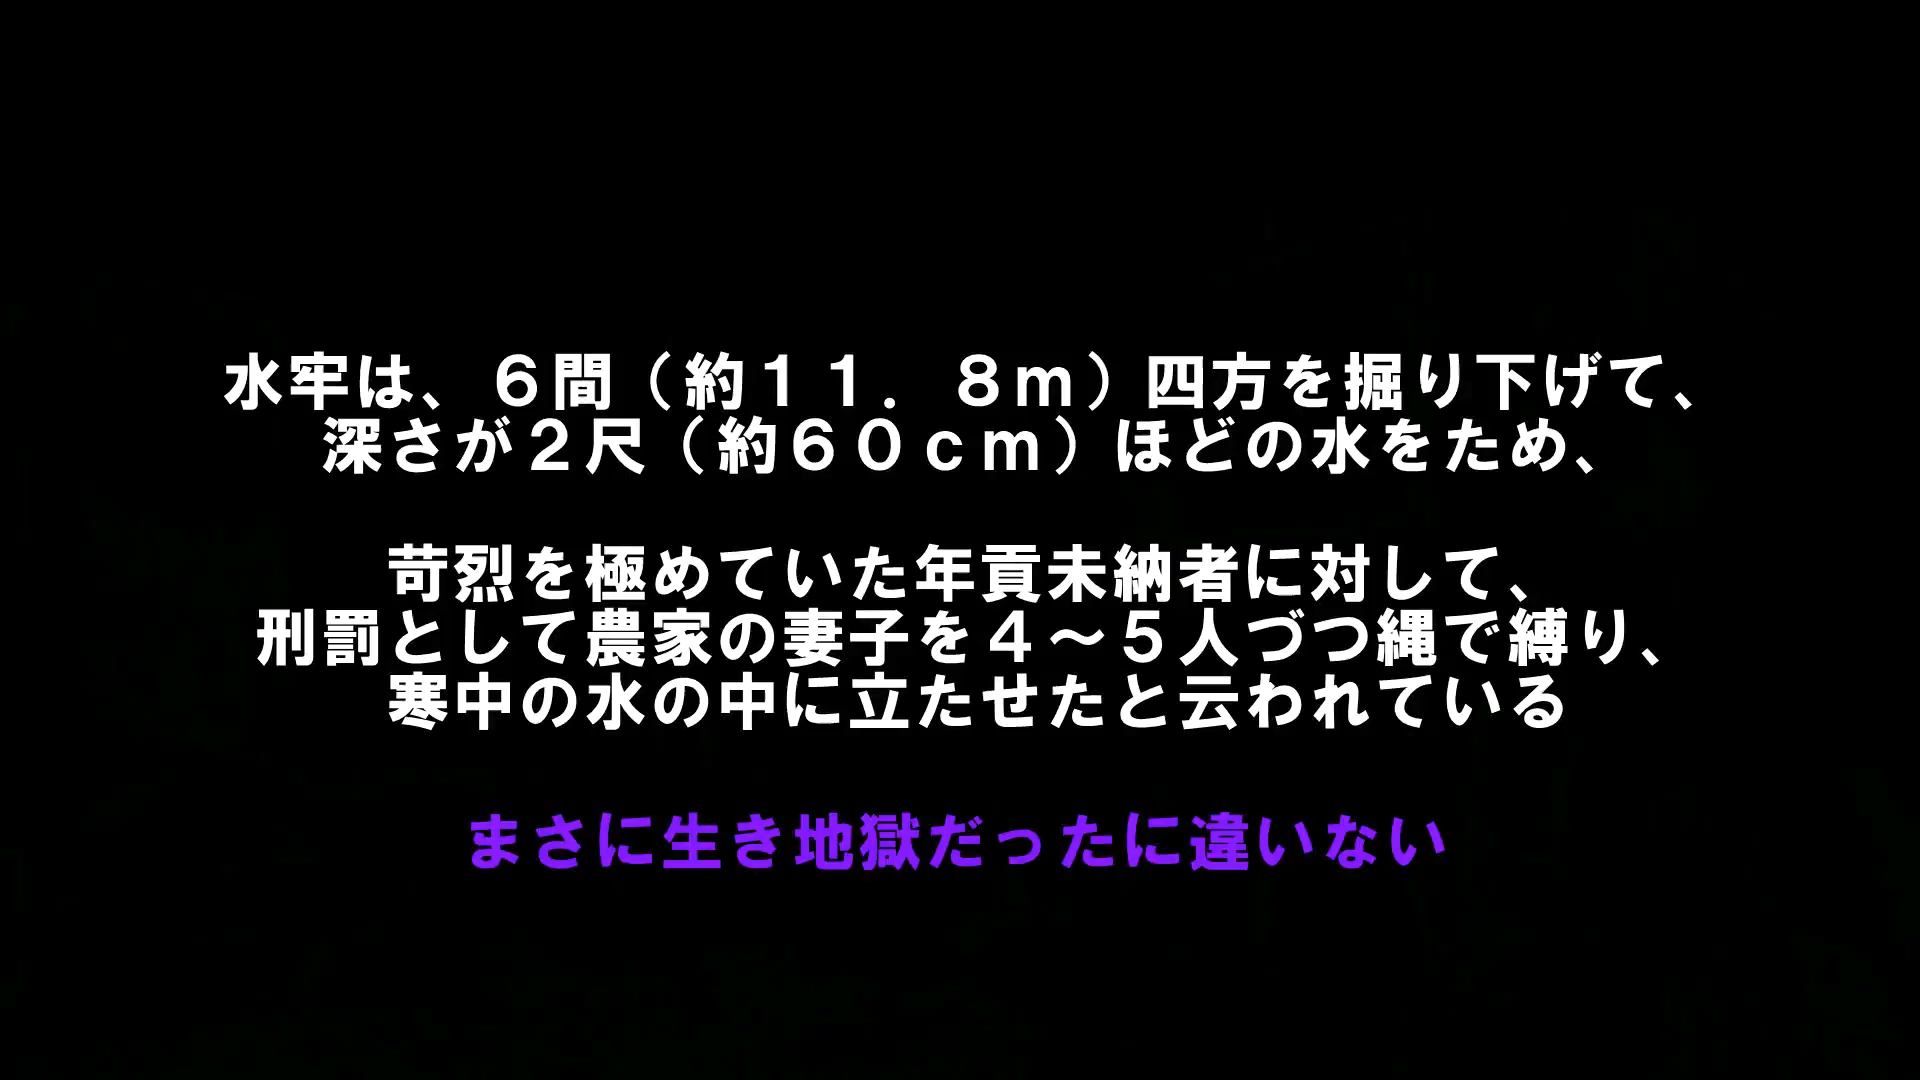 水牢は、６間（約１１．８ｍ）四方を掘り下げて、
深さが２尺（約６０ｃｍ）ほどの水をため、
苛烈を極めていた年貢未納者に対して、
刑罰として農家の妻子を４～５人づつ縄で縛り、
寒中の水の中に立たせたと云われている
まさに生き地獄だったに違いない